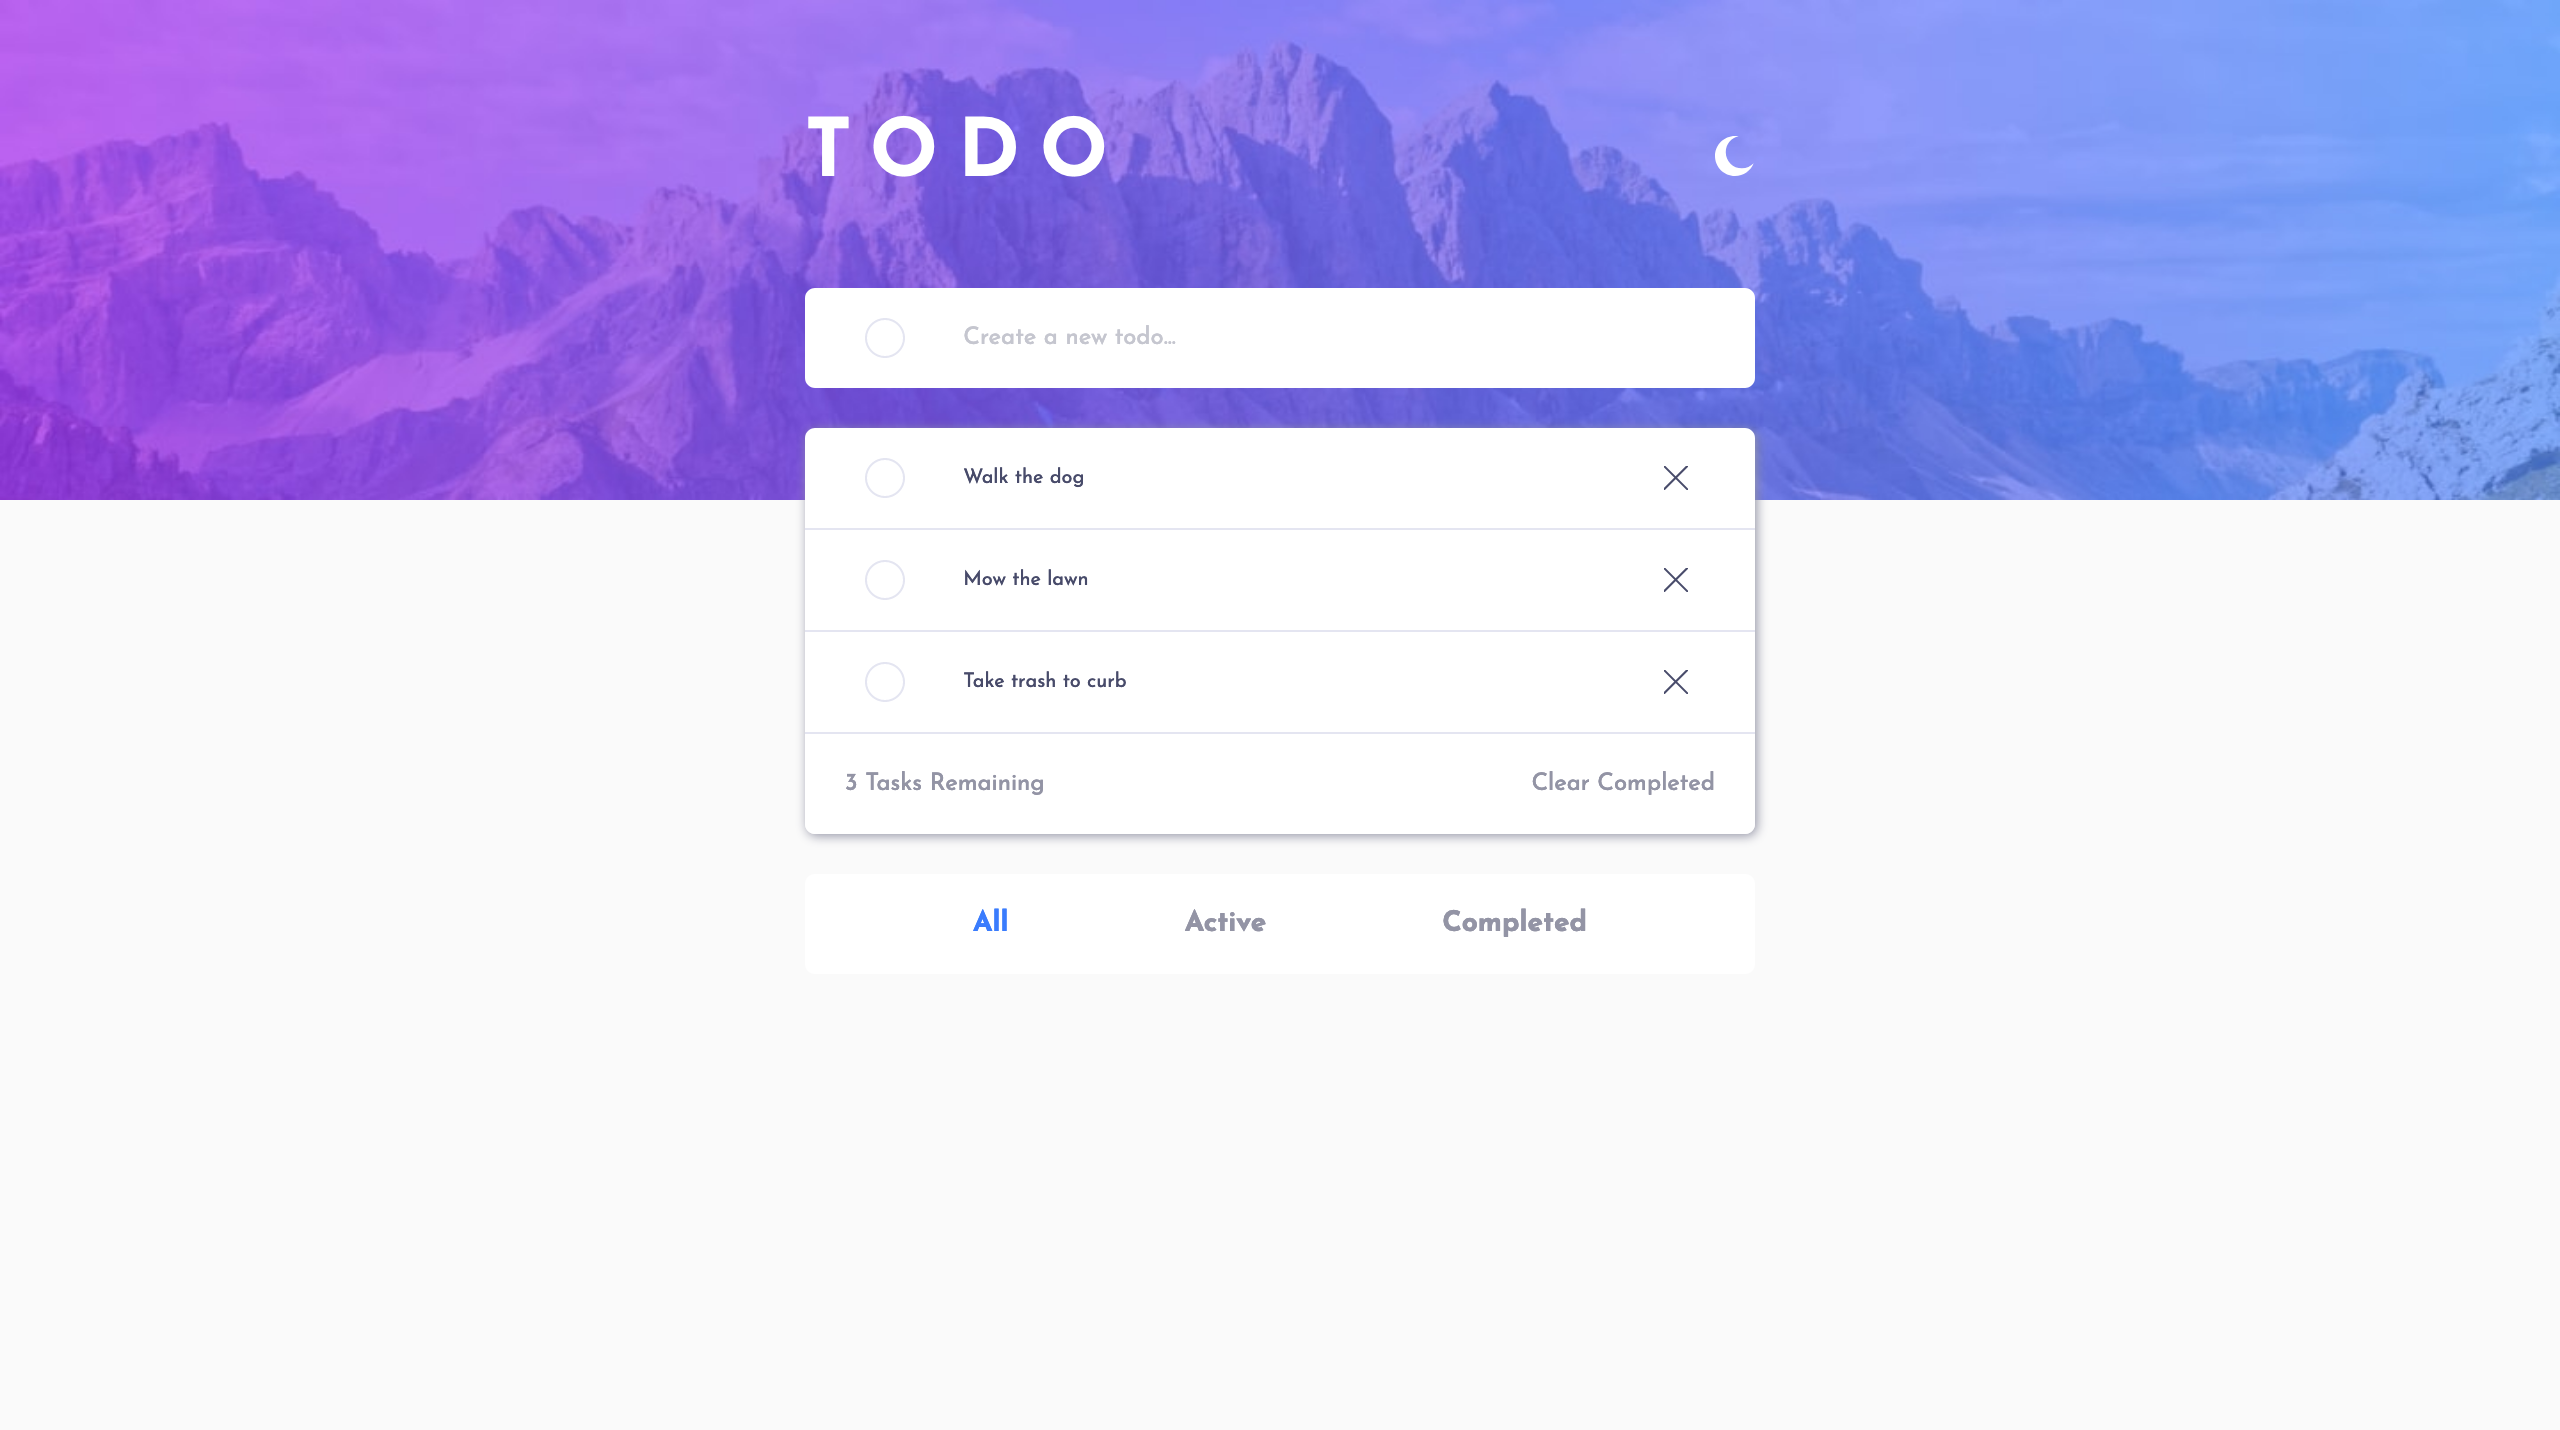 TODO
Create a new todo...
Walk the dog
Mow the lawn
Take trash to curb
3 Tasks Remaining Clear Completed
All Active Completed